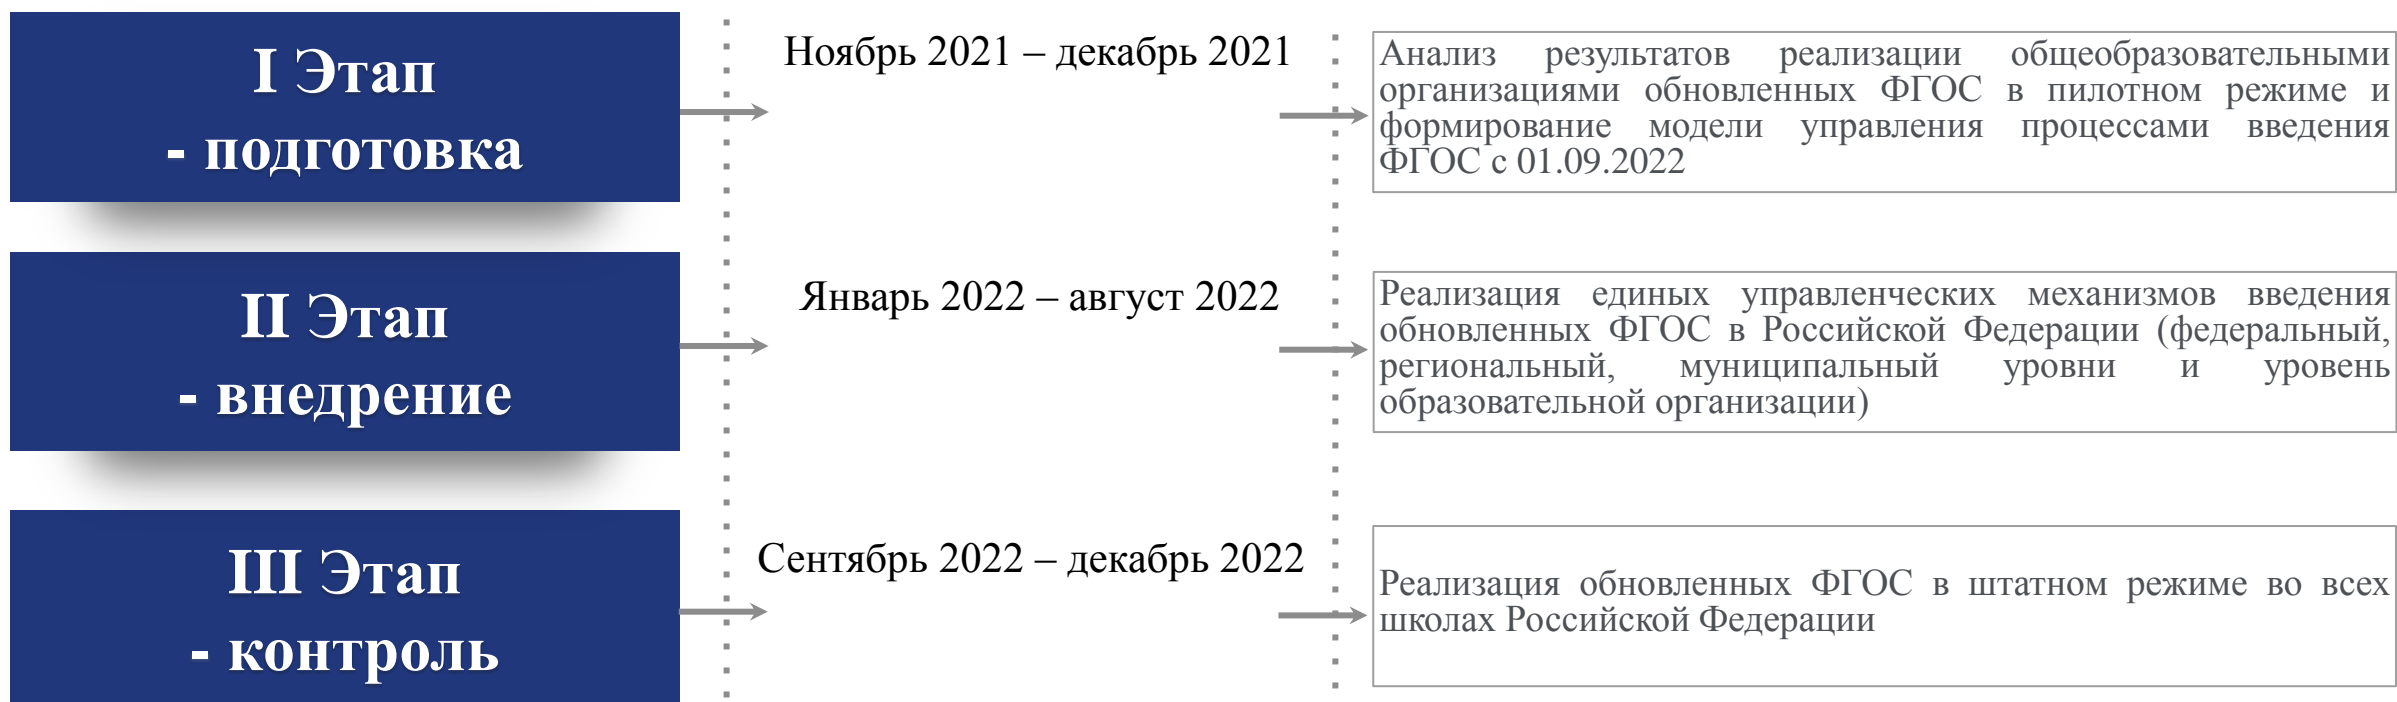 I Этап
- подготовка
Ноябрь 2021 – декабрь 2021
Анализ результатов реализации общеобразовательными
организациями обновленных ФГОС в пилотном режиме и
формирование модели управления процессами введения
ФГОС с 01.09.2022
II Этап
- внедрение
Январь 2022 – август 2022
Реализация единых управленческих механизмов введения
обновленных ФГОС в Российской Федерации (федеральный,
региональный, муниципальный уровни и уровень
образовательной организации)
III Этап
- контроль
Сентябрь 2022 – декабрь 2022
Реализация обновленных ФГОС в штатном режиме во всех
школах Российской Федерации